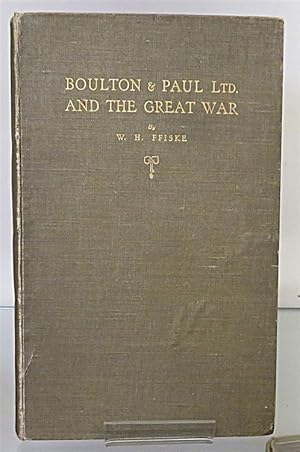 BOULTON & PAUL LTD.
AND THE GREAT WAR
By
W. H. FFISKE